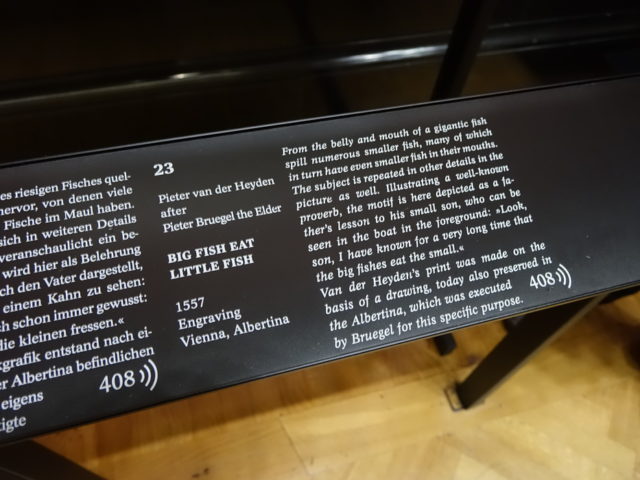 es riesigen Fisches quel-
hervor, von denen viele
Fische im Maul haben.
sich in weiteren Details
veranschaulicht ein be-
wird hier als Belehrung
ch den Vater dargestellt,
einem Kahn zu sehen:
ch schon immer gewusst:
die kleinen fressen.«
kgrafik entstand nach ei-
er Albertina befindlichen
eigens
tigte
408
23
Pieter van der Heyden
after
Pieter Bruegel the Elder
BIG FISH EAT
LITTLE FISH
1557
Engraving
Vienna, Albertina
From the belly and mouth of a gigantic fish
spill numerous smaller fish, many of which
in turn have even smaller fish in their mouths.
The subject is repeated in other details in the
picture as well. Illustrating a well-known
proverb, the motif is here depicted as a fa-
ther's lesson to his small son, who can be
seen in the boat in the foreground: »Look,
son, I have known for a very long time that
the big fishes eat the small.«
Van der Heyden's print was made on the
basis of a drawing, today also preserved in
the Albertina, which was executed
by Bruegel for this specific purpose.
408